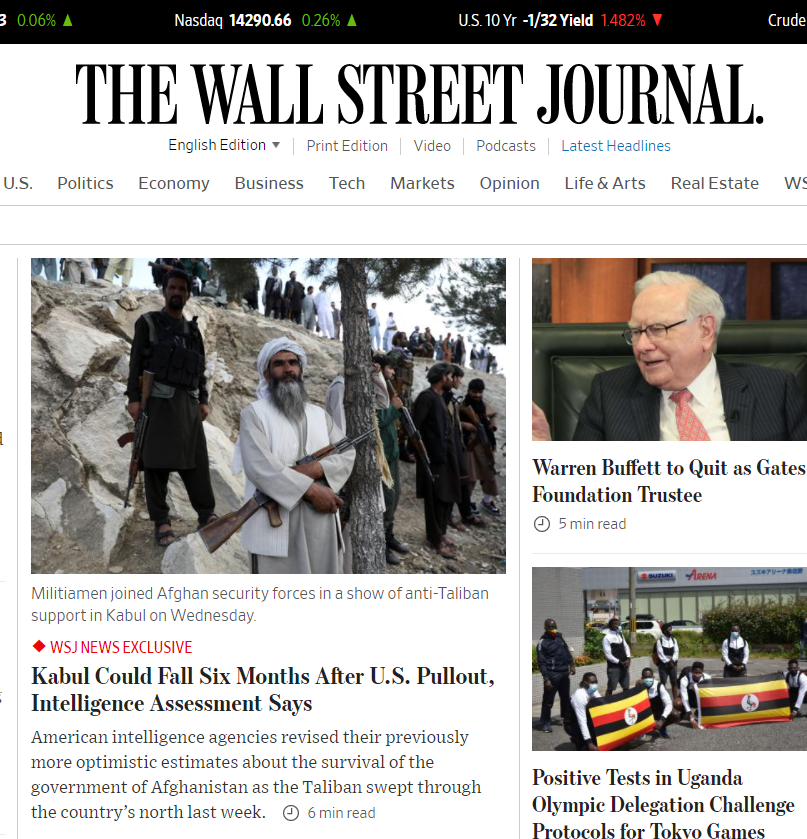 3 0.06% ▲ Nasdaq 14290.66 0.26% ▲ U.S. 10 Yr -1/32 Yield 1.482% ▼ Crude
THE WALL STREET JOURNAL.
English Edition ▼ Print Edition Video Podcasts Latest Headlines
U.S. Politics Economy Business Tech Markets Opinion Life & Arts Real Estate WS
Militiamen joined Afghan security forces in a show of anti-Taliban
support in Kabul on Wednesday.
◆ WSJ NEWS EXCLUSIVE
Kabul Could Fall Six Months After U.S. Pullout,
Intelligence Assessment Says
American intelligence agencies revised their previously
more optimistic estimates about the survival of the
government of Afghanistan as the Taliban swept through
the country’s north last week. 6 min read
Warren Buffett to Quit as Gates
Foundation Trustee
5 min read
SUZUKI ARENA
Positive Tests in Uganda
Olympic Delegation Challenge
Protocols for Tokyo Games